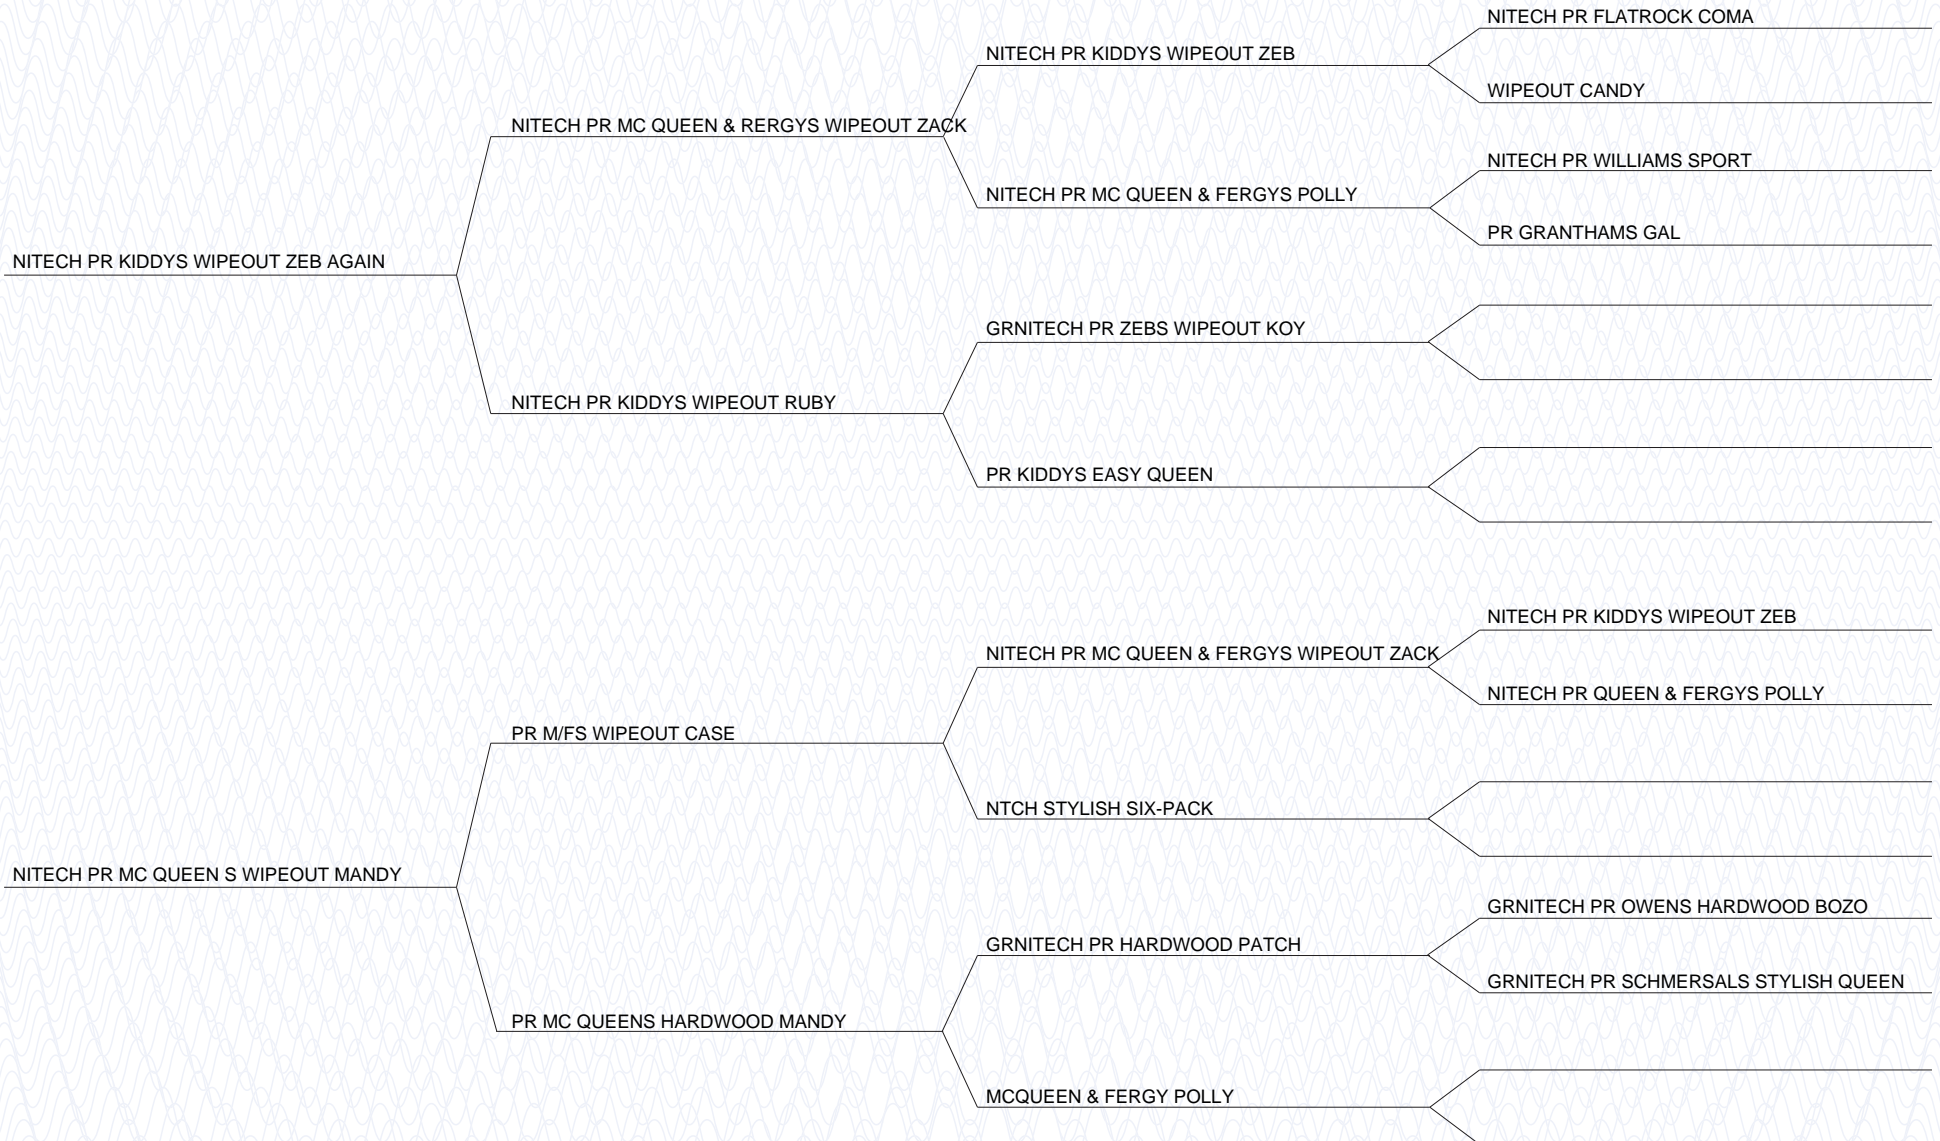 NITECH PR FLATROCK COMA
NITECH PR KIDDYS WIPEOUT ZEB
WIPEOUT CANDY
NITECH PR MC QUEEN & RERGYS WIPEOUT ZACK
NITECH PR WILLIAMS SPORT
NITECH PR MC QUEEN & FERGYS POLLY
PR GRANTHAMS GAL
NITECH PR KIDDYS WIPEOUT ZEB AGAIN
GRNITECH PR ZEBS WIPEOUT KOY
NITECH PR KIDDYS WIPEOUT RUBY
PR KIDDYS EASY QUEEN
NITECH PR KIDDYS WIPEOUT ZEB
NITECH PR MC QUEEN & FERGYS WIPEOUT ZACK
NITECH PR QUEEN & FERGYS POLLY
PR M/FS WIPEOUT CASE
NTCH STYLISH SIX-PACK
NITECH PR MC QUEEN S WIPEOUT MANDY
GRNITECH PR OWENS HARDWOOD BOZO
GRNITECH PR HARDWOOD PATCH
GRNITECH PR SCHMERSALS STYLISH QUEEN
PR MC QUEENS HARDWOOD MANDY
MCQUEEN & FERGY POLLY